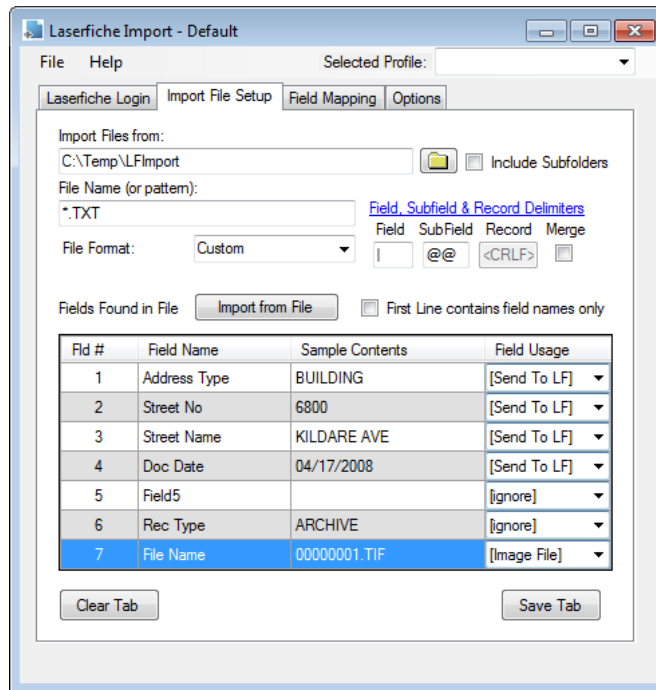 Laserfiche Import - Default
File Help Selected Profile:
Laserfiche Login Import File Setup Field Mapping Options
Import Files from:
C:\Temp\LFImport Include Subfolders
File Name (or pattern):
*.TXT Field, Subfield & Record Delimiters
Field SubField Record Merge
File Format: Custom | @@ <CRLF>
Fields Found in File Import from File First Line contains field names only
Fld # Field Name Sample Contents Field Usage
1 Address Type BUILDING [Send To LF]
2 Street No 6800 [Send To LF]
3 Street Name KILDARE AVE [Send To LF]
4 Doc Date 04/17/2008 [Send To LF]
5 Field5 [ignore]
6 Rec Type ARCHIVE [ignore]
7 File Name 00000001.TIF [Image File]
Clear Tab Save Tab